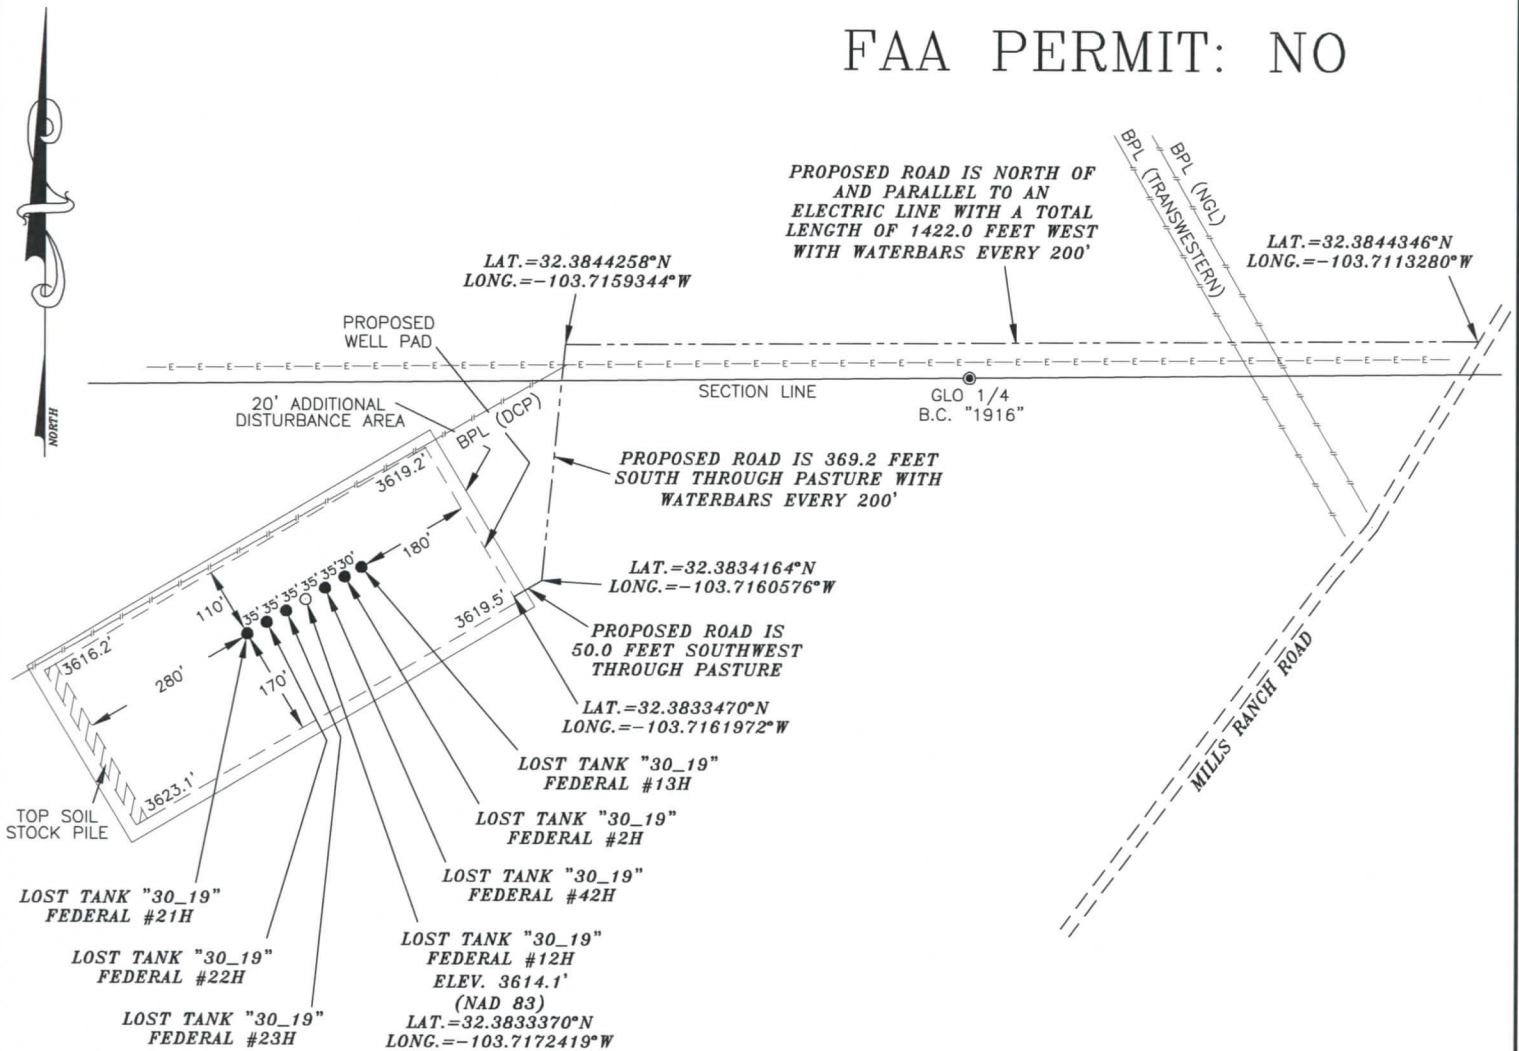 FAA PERMIT: NO
NORTH
BPL (TRANSWESTERN)
BPL (NGL)
PROPOSED ROAD IS NORTH OF
AND PARALLEL TO AN
ELECTRIC LINE WITH A TOTAL
LENGTH OF 1422.0 FEET WEST
WITH WATERBARS EVERY 200'
LAT.=32.3844346°N
LONG.=-103.7113280°W
LAT.=32.3844258°N
LONG.=-103.7159344°W
PROPOSED
WELL PAD
E E E E E E E E E E E E E E E E E E E E E E E E E E E E E E E E E E E E E E E E E E E E
SECTION LINE
GLO 1/4
B.C. "1916"
20' ADDITIONAL
DISTURBANCE AREA
BPL (DCP)
PROPOSED ROAD IS 369.2 FEET
SOUTH THROUGH PASTURE WITH
WATERBARS EVERY 200'
3619.2'
180'
110'
35' 35' 35' 35' 35' 30'
3619.5'
3616.2'
280'
170'
3623.1'
LAT.=32.3834164°N
LONG.=-103.7160576°W
PROPOSED ROAD IS
50.0 FEET SOUTHWEST
THROUGH PASTURE
LAT.=32.3833470°N
LONG.=-103.7161972°W
MILLS RANCH ROAD
TOP SOIL
STOCK PILE
LOST TANK "30_19"
FEDERAL #13H
LOST TANK "30_19"
FEDERAL #2H
LOST TANK "30_19"
FEDERAL #42H
LOST TANK "30_19"
FEDERAL #12H
ELEV. 3614.1'
(NAD 83)
LAT.=32.3833370°N
LONG.=-103.7172419°W
LOST TANK "30_19"
FEDERAL #21H
LOST TANK "30_19"
FEDERAL #22H
LOST TANK "30_19"
FEDERAL #23H